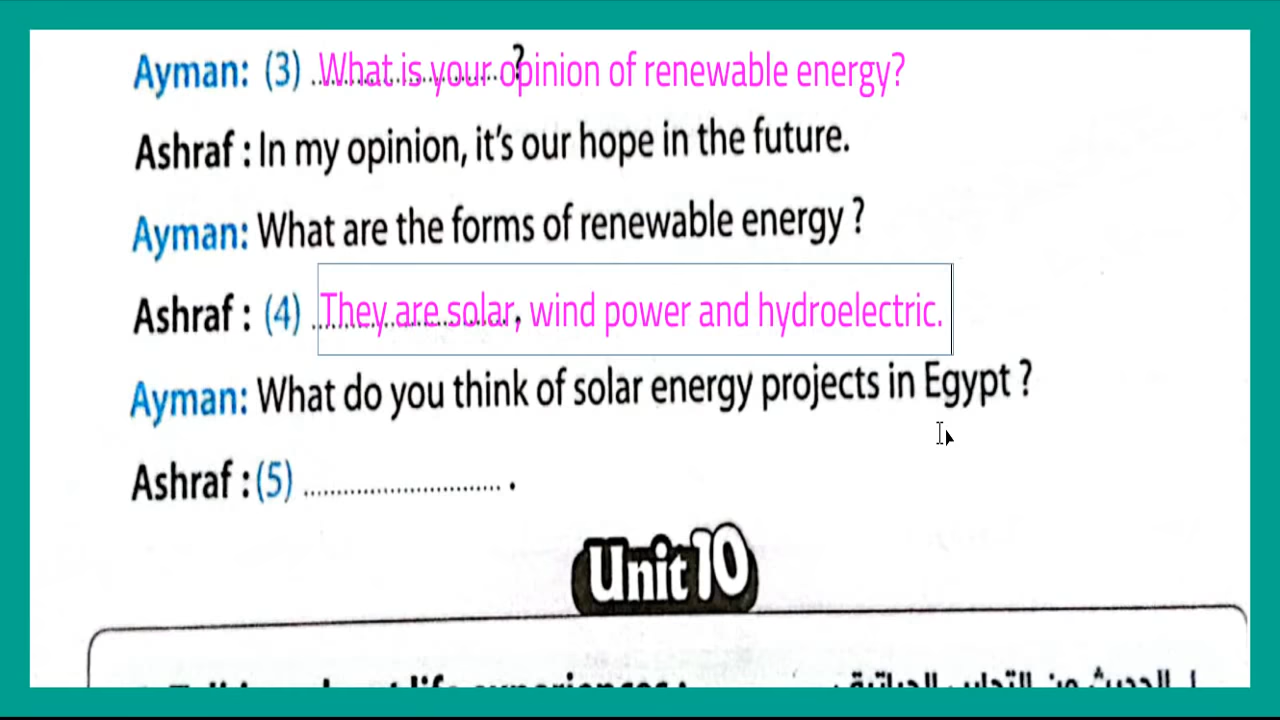 Ayman: (3) ........................ ? What is your opinion of renewable energy?
Ashraf : In my opinion, it's our hope in the future.
Ayman: What are the forms of renewable energy ?
Ashraf : (4) ........................ . They are solar, wind power and hydroelectric.
Ayman: What do you think of solar energy projects in Egypt ?
Ashraf : (5) ............................. .
Unit 10
life experiences :